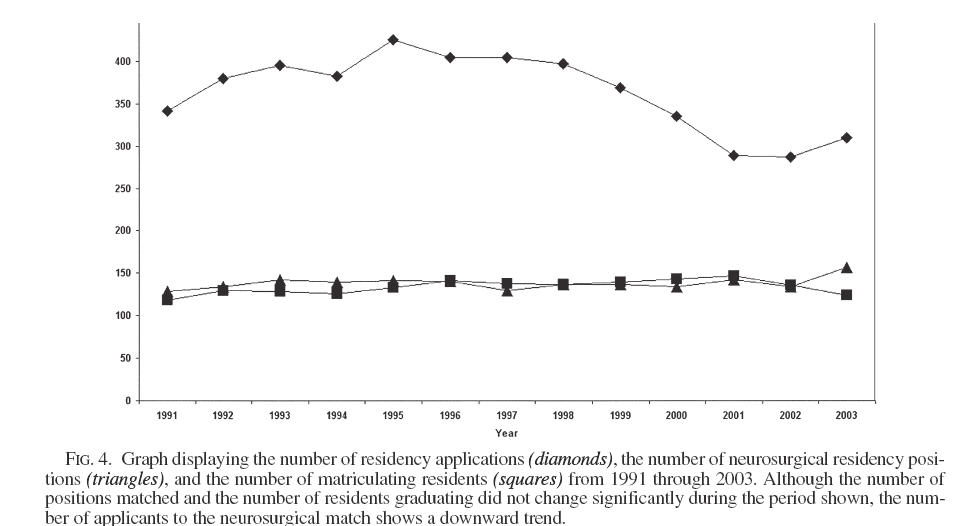 400
350
300
250
200
150
100
50
0
1991 1992 1993 1994 1995 1996 1997 1998 1999 2000 2001 2002 2003
Year
FIG. 4. Graph displaying the number of residency applications (diamonds), the number of neurosurgical residency posi-
tions (triangles), and the number of matriculating residents (squares) from 1991 through 2003. Although the number of
positions matched and the number of residents graduating did not change significantly during the period shown, the num-
ber of applicants to the neurosurgical match shows a downward trend.